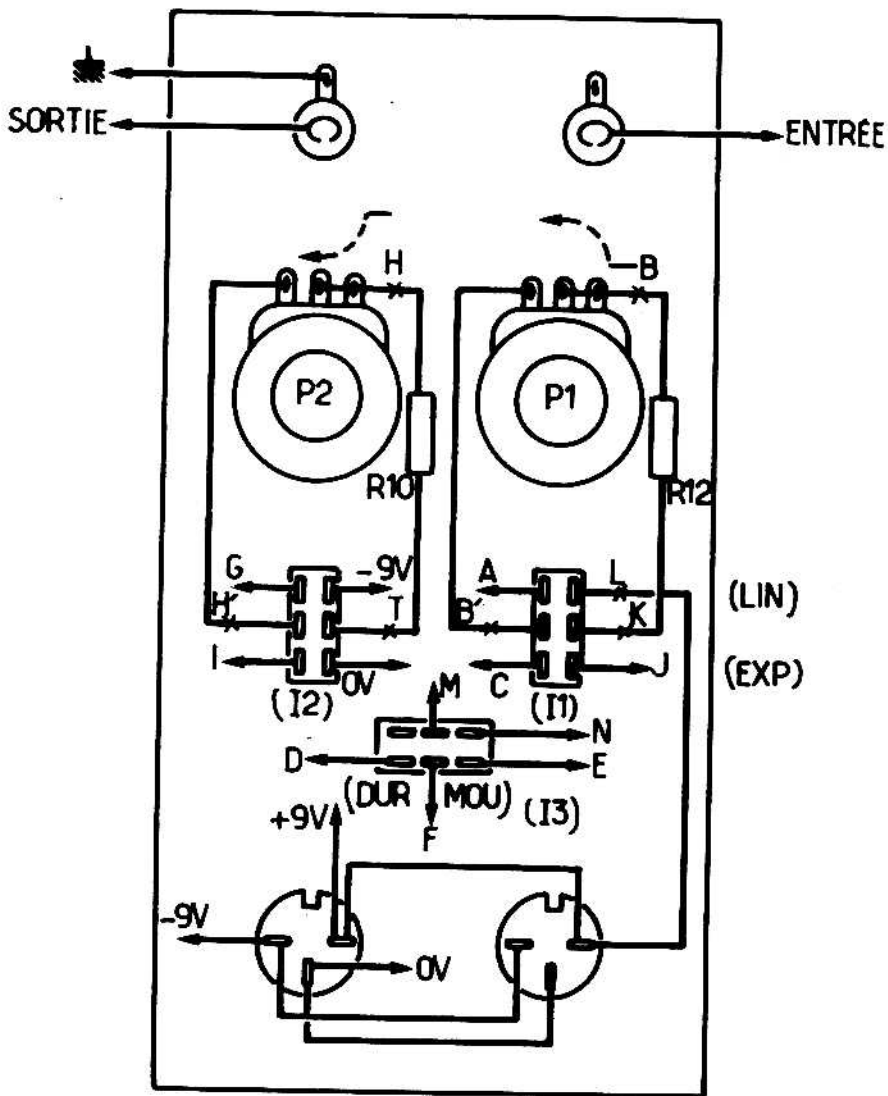 SORTIE
ENTRÉE
H
B
P2
P1
R10
R12
G
-9V
A
L
(LIN)
H'
T
B'
K
I
0V
C
J
(EXP)
(I2)
M
(I1)
N
D
E
(DUR MOU)
(I3)
+9V
F
-9V
0V